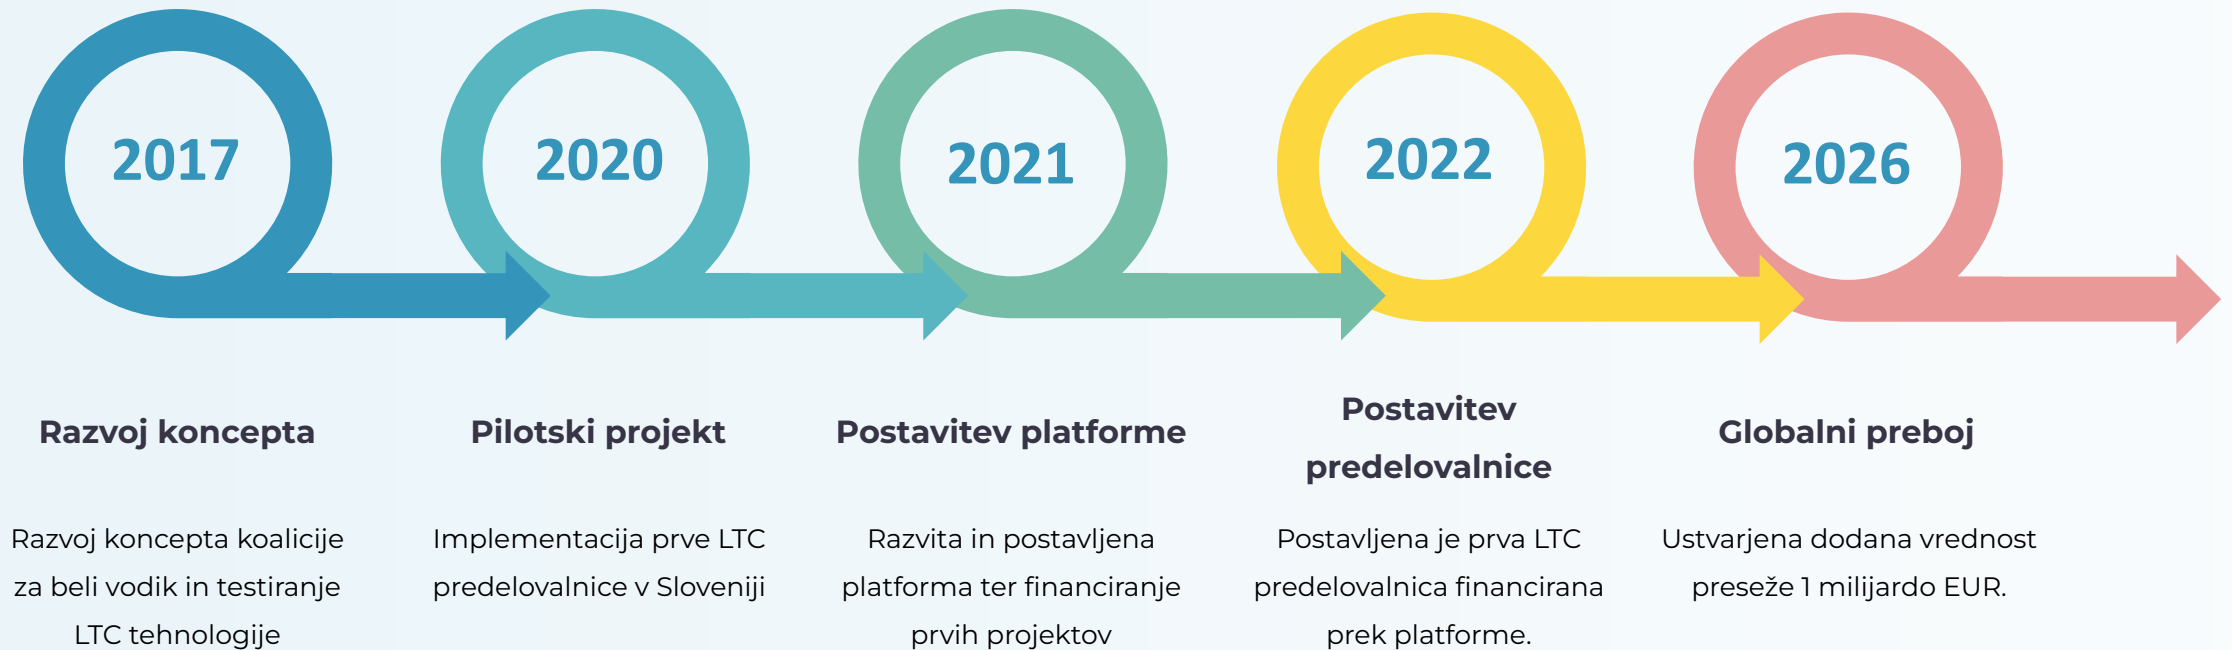 2017
2020
2021
2022
2026
Razvoj koncepta
Razvoj koncepta koalicije
za beli vodik in testiranje
LTC tehnologije
Pilotski projekt
Implementacija prve LTC
predelovalnice v Sloveniji
Postavitev platforme
Razvita in postavljena
platforma ter financiranje
prvih projektov
Postavitev
predelovalnice
Postavljena je prva LTC
predelovalnica financirana
prek platforme.
Globalni preboj
Ustvarjena dodana vrednost
preseže 1 milijardo EUR.